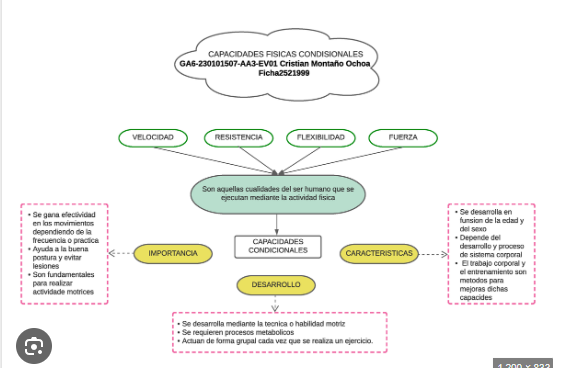 CAPACIDADES FISICAS CONDISIONALES
GA6-230101507-AA3-EV01 Cristian Montaño Ochoa
Ficha2521999
VELOCIDAD
RESISTENCIA
FLEXIBILIDAD
FUERZA
Son aquellas cualidades del ser humano que se
ejecutan mediante la actividad fisica
• Se gana efectividad
en los movimientos
dependiendo de la
frecuencia o practica
• Ayuda a la buena
postura y evitar
lesiones
• Son fundamentales
para realizar
actividade motrices
IMPORTANCIA
CAPACIDADES
CONDICIONALES
CARACTERISTICAS
• Se desarrolla en
funsion de la edad y
del sexo
• Depende del
desarrollo y proceso
de sistema corporal
• El trabajo corporal y
el entrenamiento son
metodos para
mejoras dichas
capacides
DESARROLLO
• Se desarrolla mediante la tecnica o habilidad motriz
• Se requieren procesos metabolicos
• Actuan de forma grupal cada vez que se realiza un ejercicio.